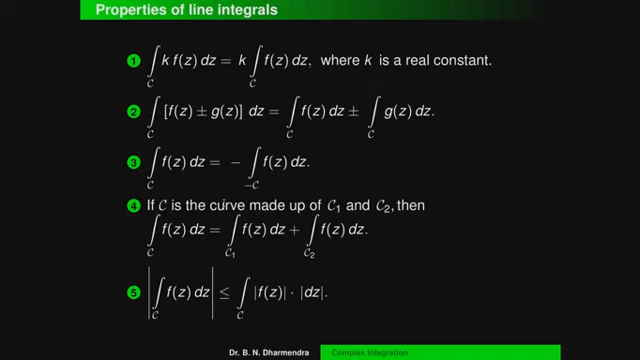 Properties of line integrals
1 ∫_C k f(z) dz = k ∫_C f(z) dz, where k is a real constant.
2 ∫_C [f(z) ± g(z)] dz = ∫_C f(z) dz ± ∫_C g(z) dz.
3 ∫_C f(z) dz = − ∫_{−C} f(z) dz.
4 If C is the curve made up of C₁ and C₂, then
∫_C f(z) dz = ∫_{C₁} f(z) dz + ∫_{C₂} f(z) dz.
5 |∫_C f(z) dz| ≤ ∫_C |f(z)| · |dz|.
Dr. B. N. Dharmendra Complex Integration